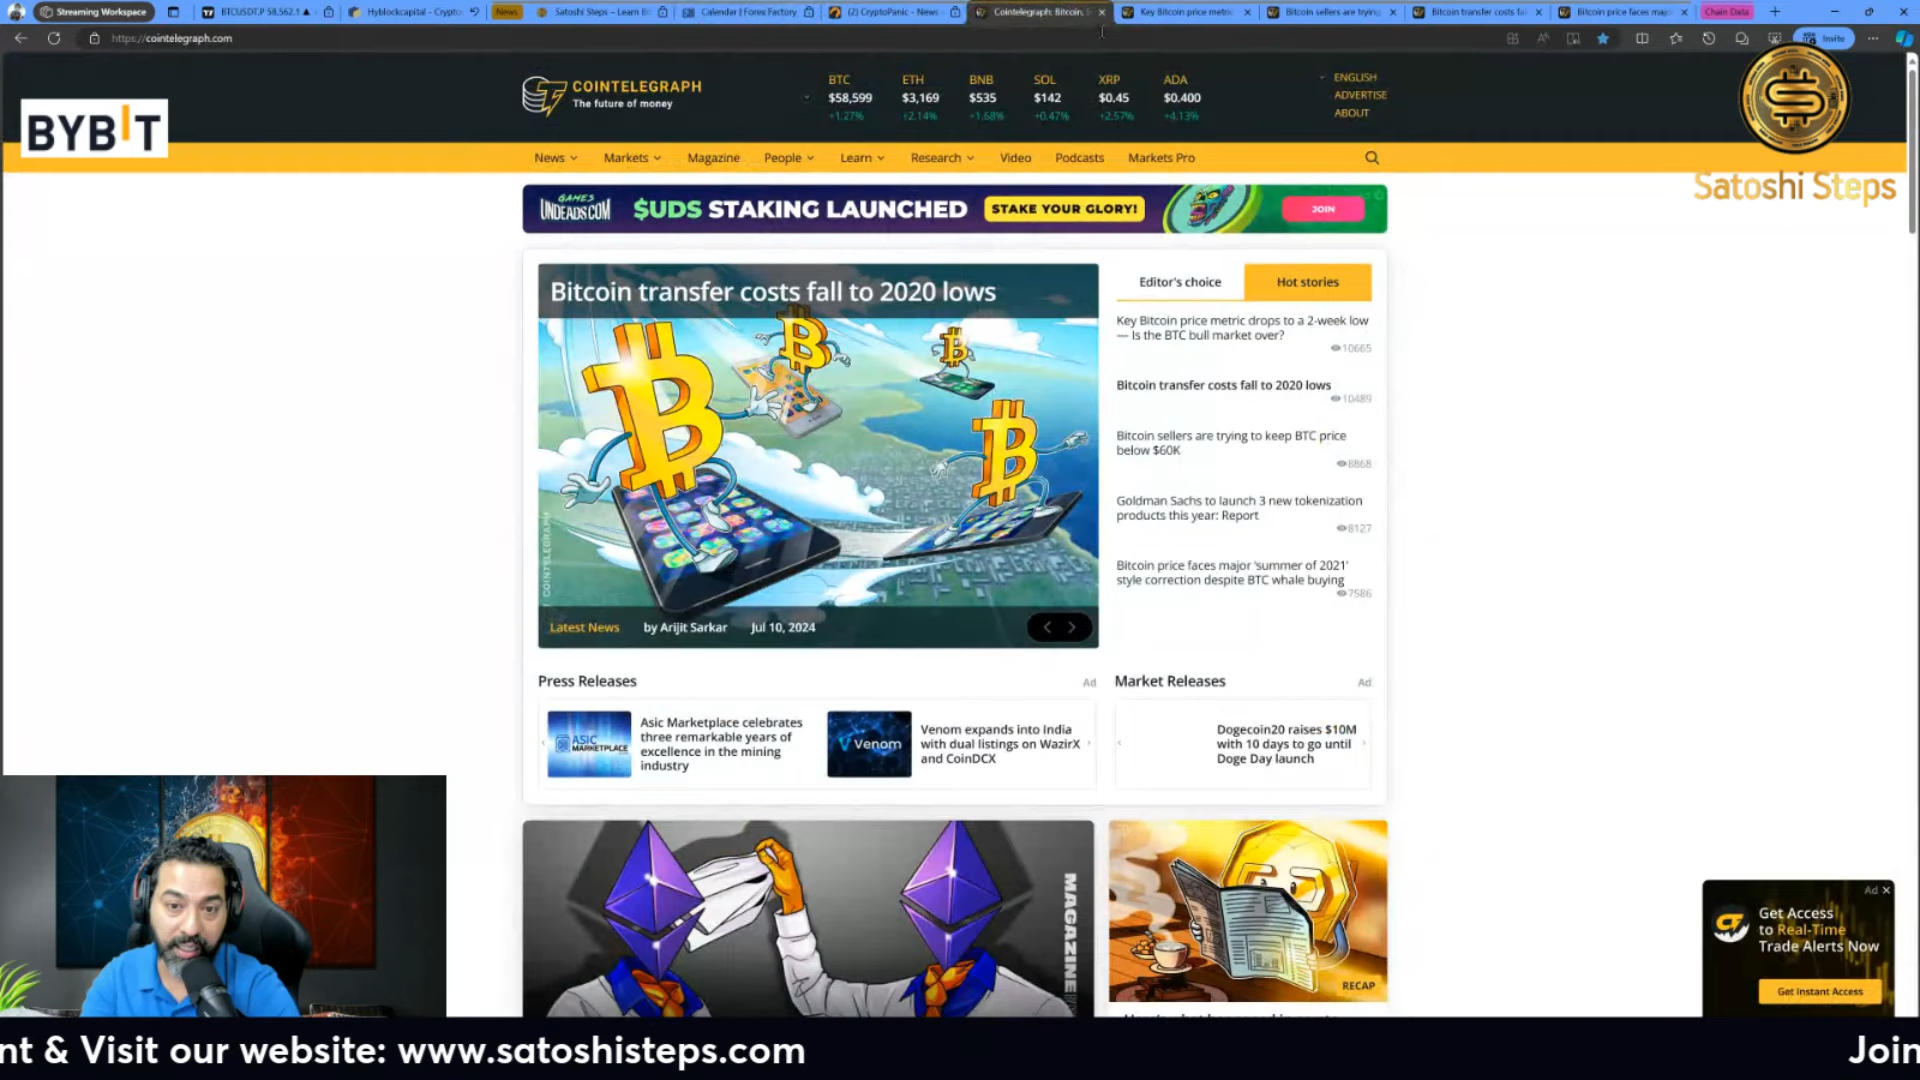 Streaming Workspace
BTCUSDT.P 58,562.1 ▲
Hyblockcapital - Crypto
News
Satoshi Steps – Learn Bi
Calendar | Forex Factory
(2) CryptoPanic - News
Cointelegraph: Bitcoin,
Key Bitcoin price metric
Bitcoin sellers are trying
Bitcoin transfer costs fa
Bitcoin price faces majo
Chain Data
https://cointelegraph.com
Invite
BYBIT
COINTELEGRAPH
The future of money
BTC ETH BNB SOL XRP ADA
$58,599 $3,169 $535 $142 $0.45 $0.400
+1.27% +2.14% +1.68% +0.47% +2.57% +4.13%
ENGLISH
ADVERTISE
ABOUT
Satoshi Steps
News Markets Magazine People Learn Research Video Podcasts Markets Pro
GAMES
UNDEADS.COM
$UDS STAKING LAUNCHED
STAKE YOUR GLORY!
JOIN
Bitcoin transfer costs fall to 2020 lows
COINTELEGRAPH
Latest News by Arijit Sarkar Jul 10, 2024
Editor's choice Hot stories
Key Bitcoin price metric drops to a 2-week low
— Is the BTC bull market over?
10665
Bitcoin transfer costs fall to 2020 lows
10489
Bitcoin sellers are trying to keep BTC price
below $60K
8868
Goldman Sachs to launch 3 new tokenization
products this year: Report
8127
Bitcoin price faces major ‘summer of 2021’
style correction despite BTC whale buying
7586
Press Releases Ad
ASIC
MARKETPLACE
Asic Marketplace celebrates
three remarkable years of
excellence in the mining
industry
Venom
Venom expands into India
with dual listings on WazirX
and CoinDCX
Market Releases Ad
Dogecoin20 raises $10M
with 10 days to go until
Doge Day launch
MAGAZINE
RECAP
Ad
Get Access
to Real-Time
Trade Alerts Now
Get Instant Access
nt & Visit our website: www.satoshisteps.com
Join